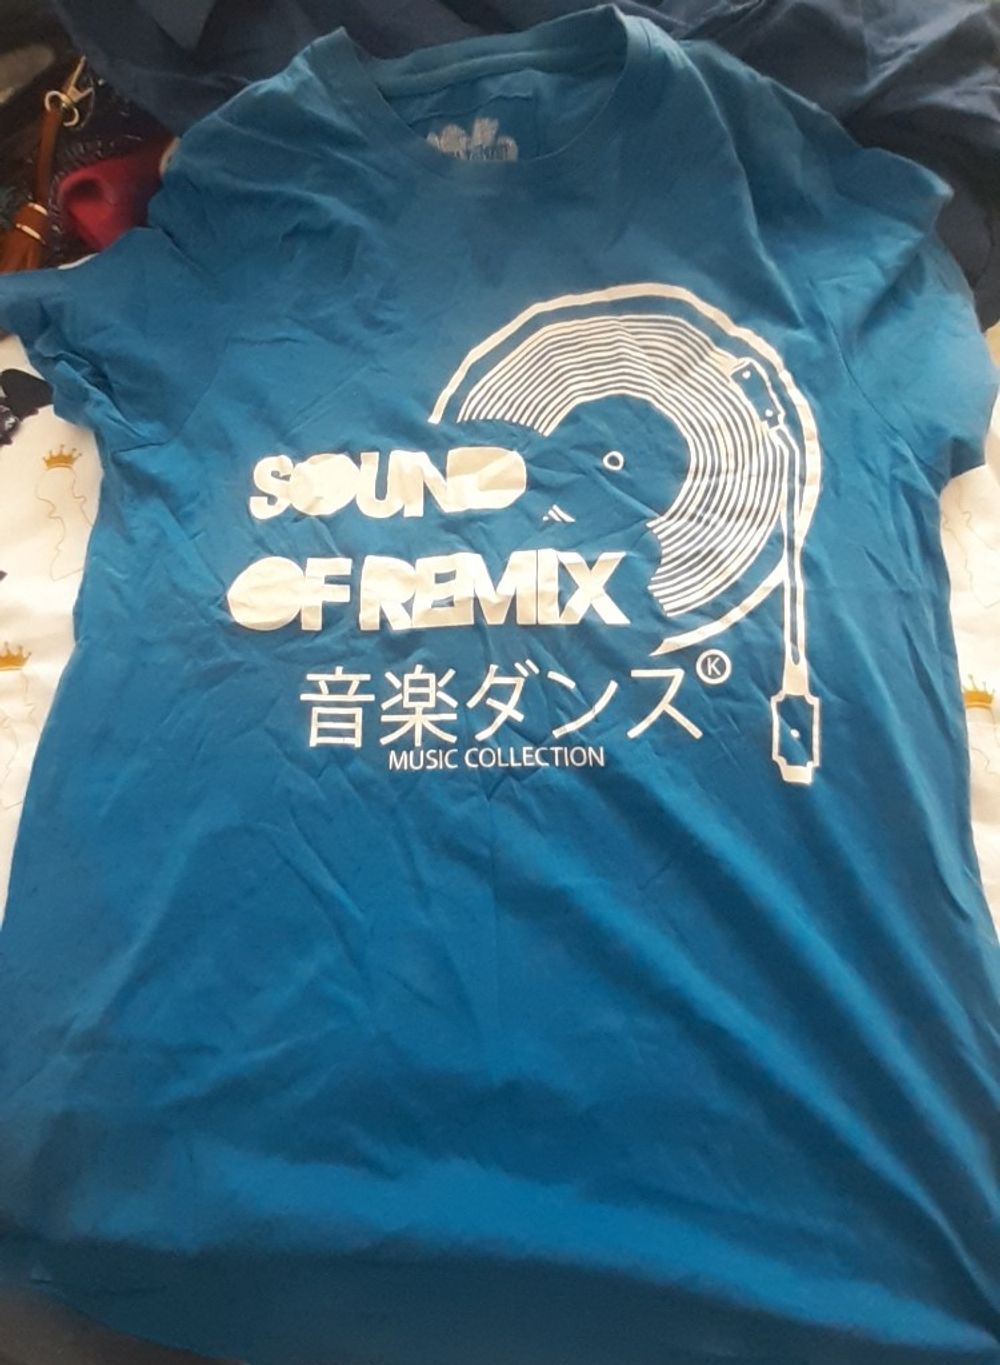 SOUND
OF REMIX
音楽ダンス Ⓚ
MUSIC COLLECTION